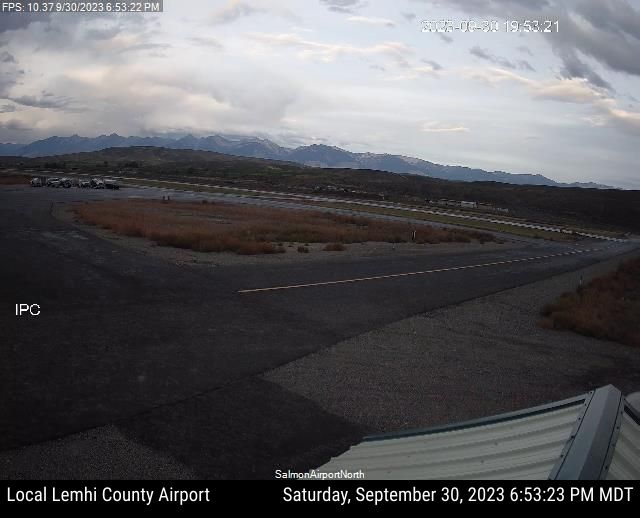 FPS: 10.37 9/30/2023 6:53:22 PM
2023-09-30 19:53:21
IPC
SalmonAirportNorth
Local Lemhi County Airport
Saturday, September 30, 2023 6:53:23 PM MDT